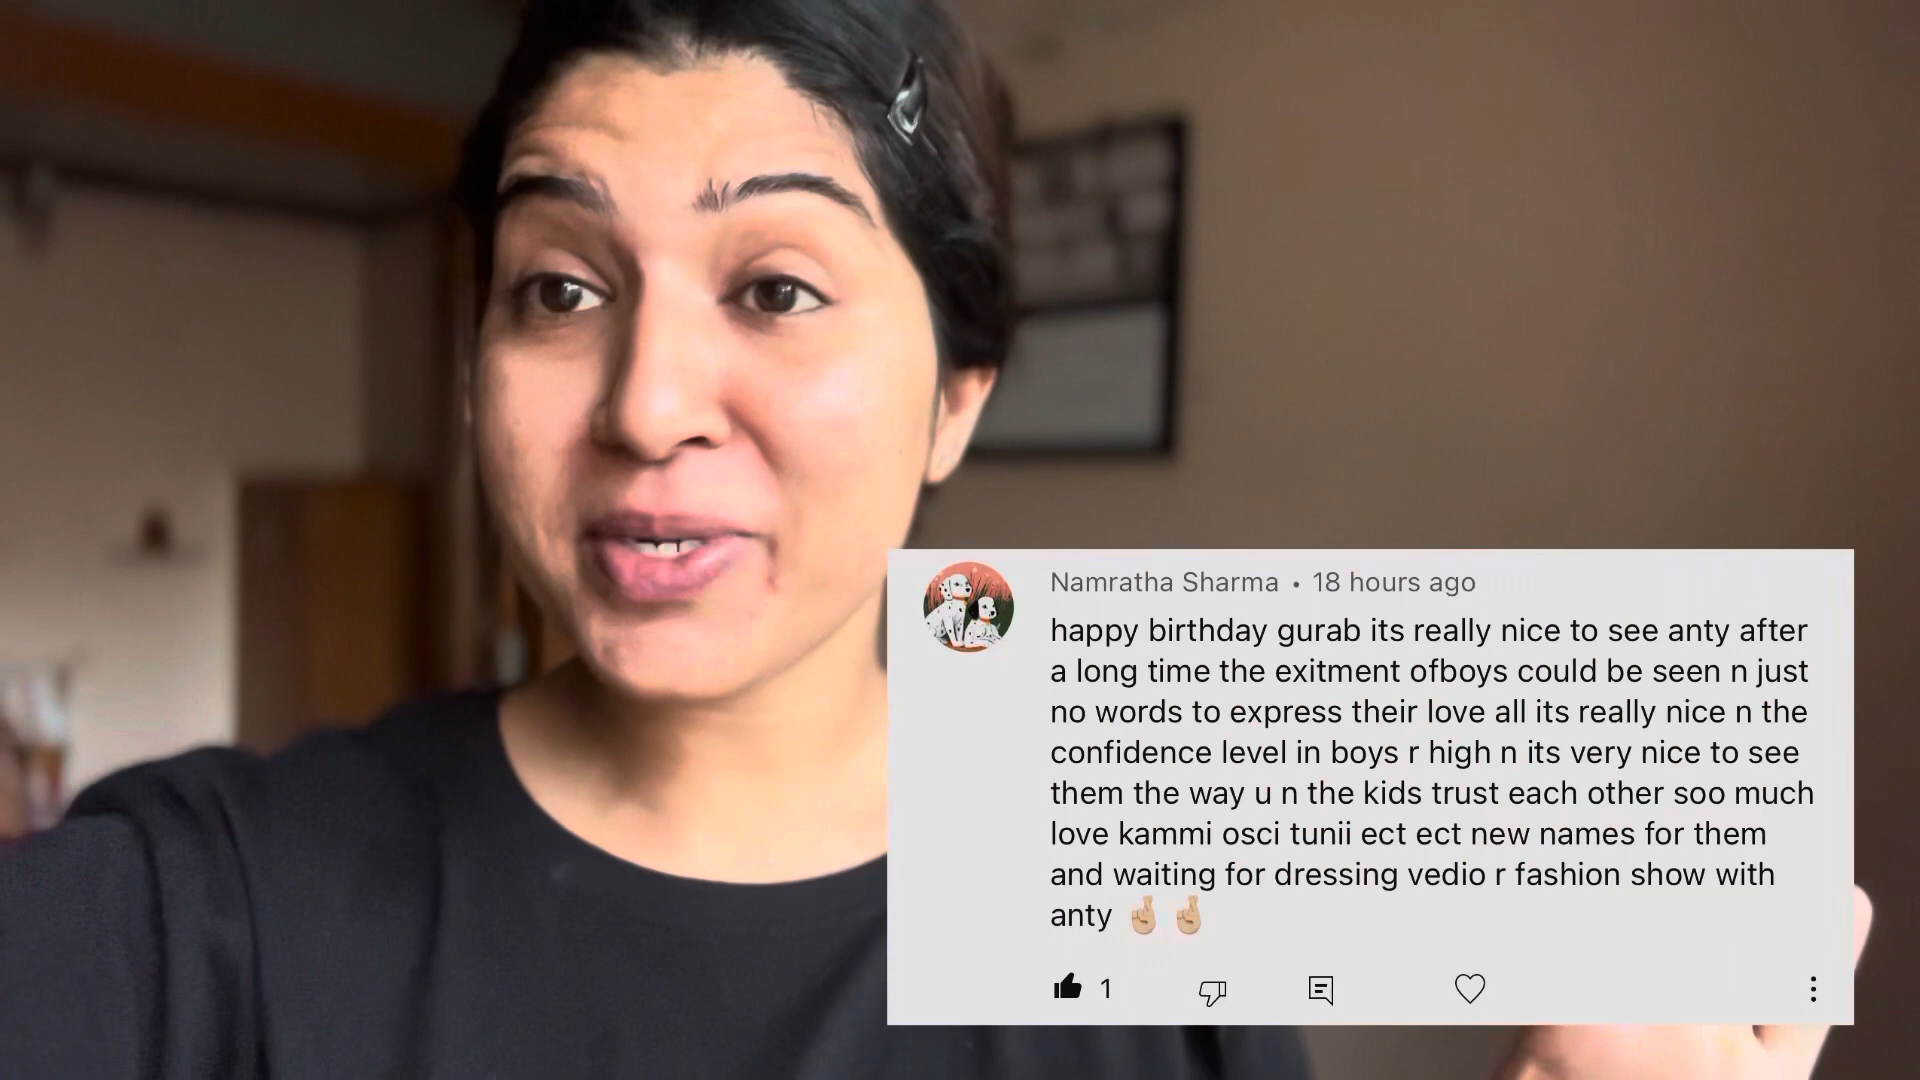 Namratha Sharma • 18 hours ago
happy birthday gurab its really nice to see anty after
a long time the exitment ofboys could be seen n just
no words to express their love all its really nice n the
confidence level in boys r high n its very nice to see
them the way u n the kids trust each other soo much
love kammi osci tunii ect ect new names for them
and waiting for dressing vedio r fashion show with
anty 🤞🏼 🤞🏼
1